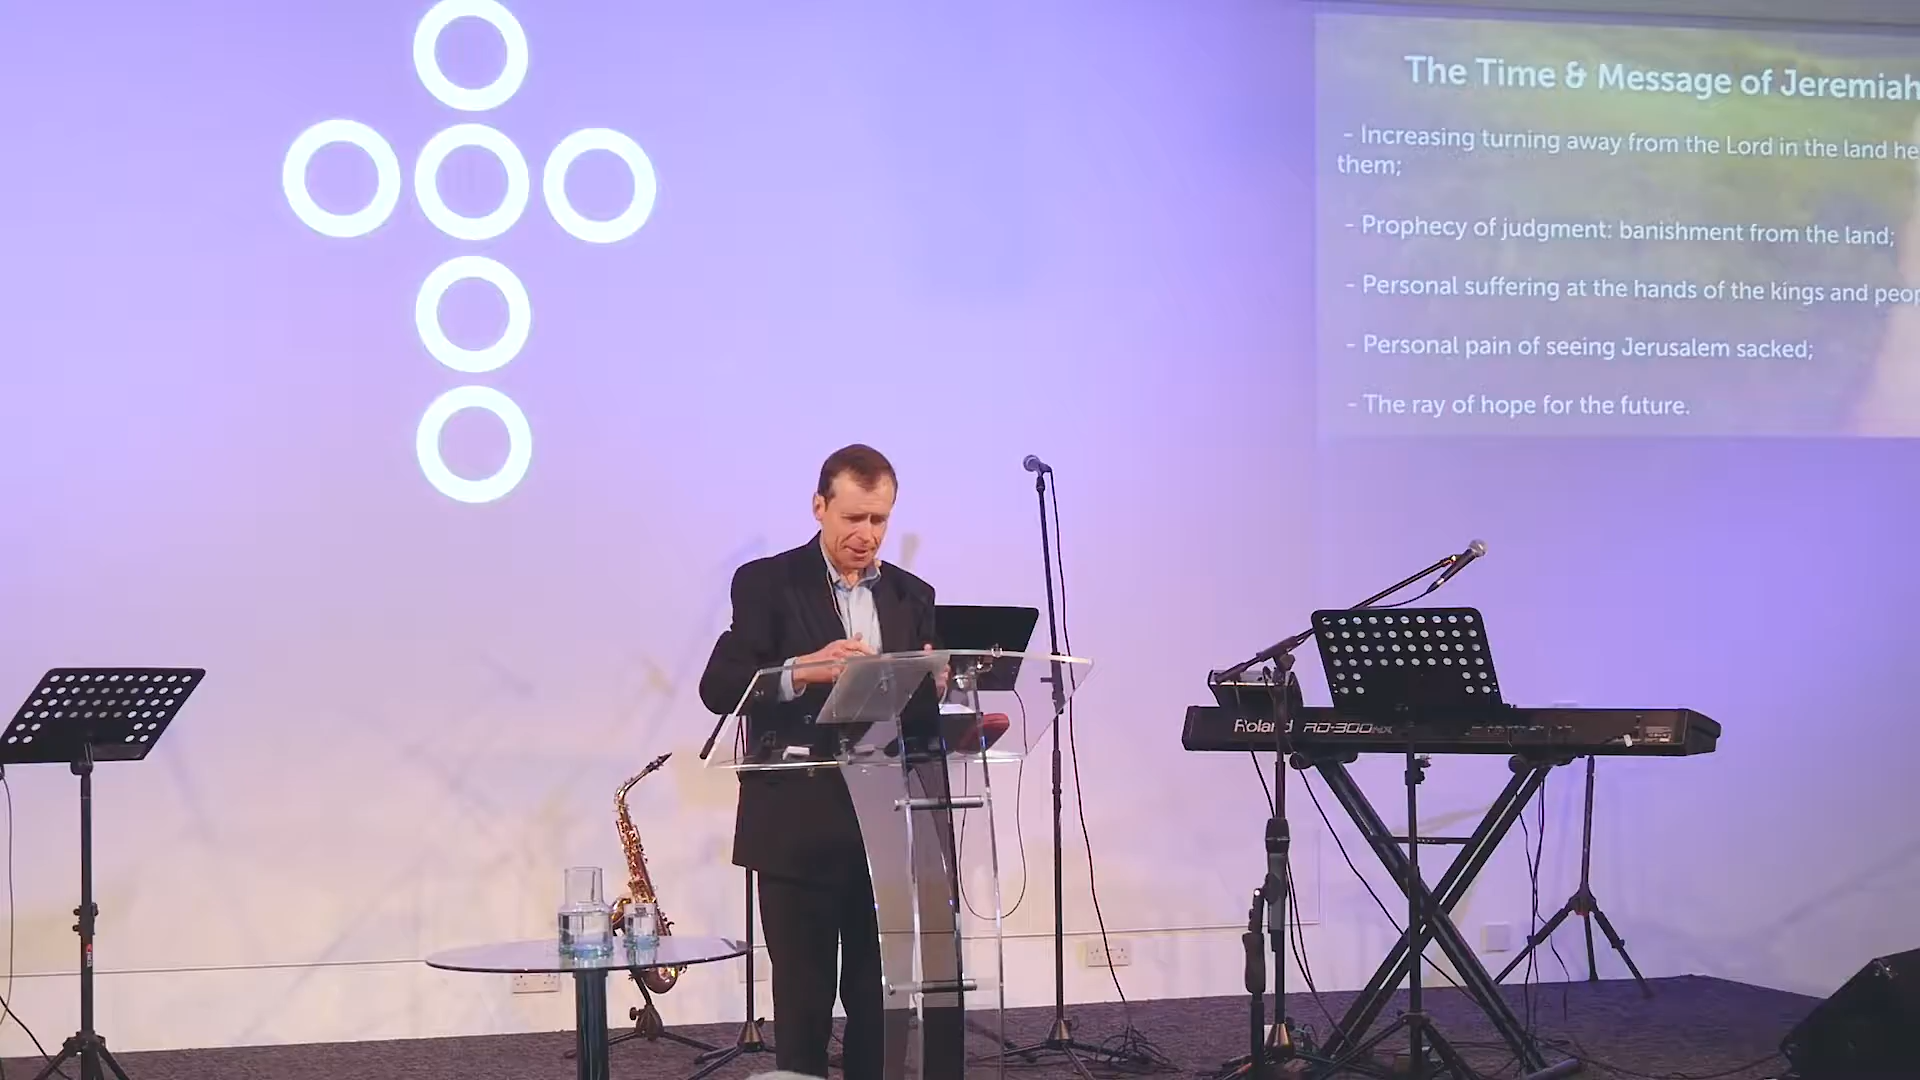 The Time & Message of Jeremiah
- Increasing turning away from the Lord in the land he
them;
- Prophecy of judgment: banishment from the land;
- Personal suffering at the hands of the kings and
- Personal pain of seeing Jerusalem sacked;
- The ray of hope for the future.
Roland RD-300NX